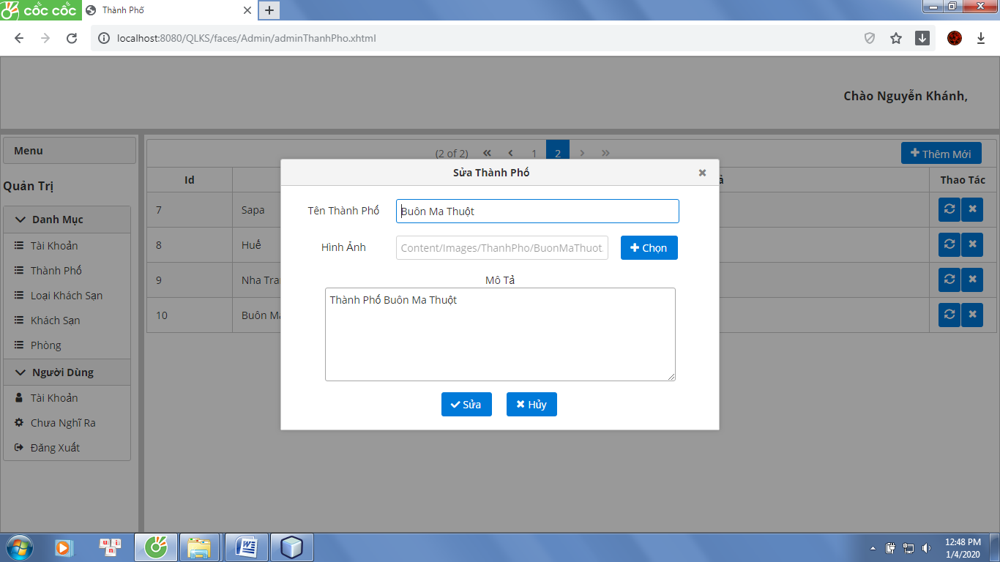 cốc cốc
Thành Phố
localhost:8080/QLKS/faces/Admin/adminThanhPho.xhtml
Chào Nguyễn Khánh,
Menu
Quản Trị
Danh Mục
Tài Khoản
Thành Phố
Loại Khách Sạn
Khách Sạn
Phòng
Người Dùng
Tài Khoản
Chưa Nghĩ Ra
Đăng Xuất
(2 of 2) 1 2
Thêm Mới
Id Thao Tác
7 Sapa
8 Huế
9 Nha Tra
10 Buôn Ma
Sửa Thành Phố
Tên Thành Phố Buôn Ma Thuột
Hình Ảnh Content/Images/ThanhPho/BuonMaThuot. Chọn
Mô Tả
Thành Phố Buôn Ma Thuột
Sửa Hủy
12:48 PM
1/4/2020